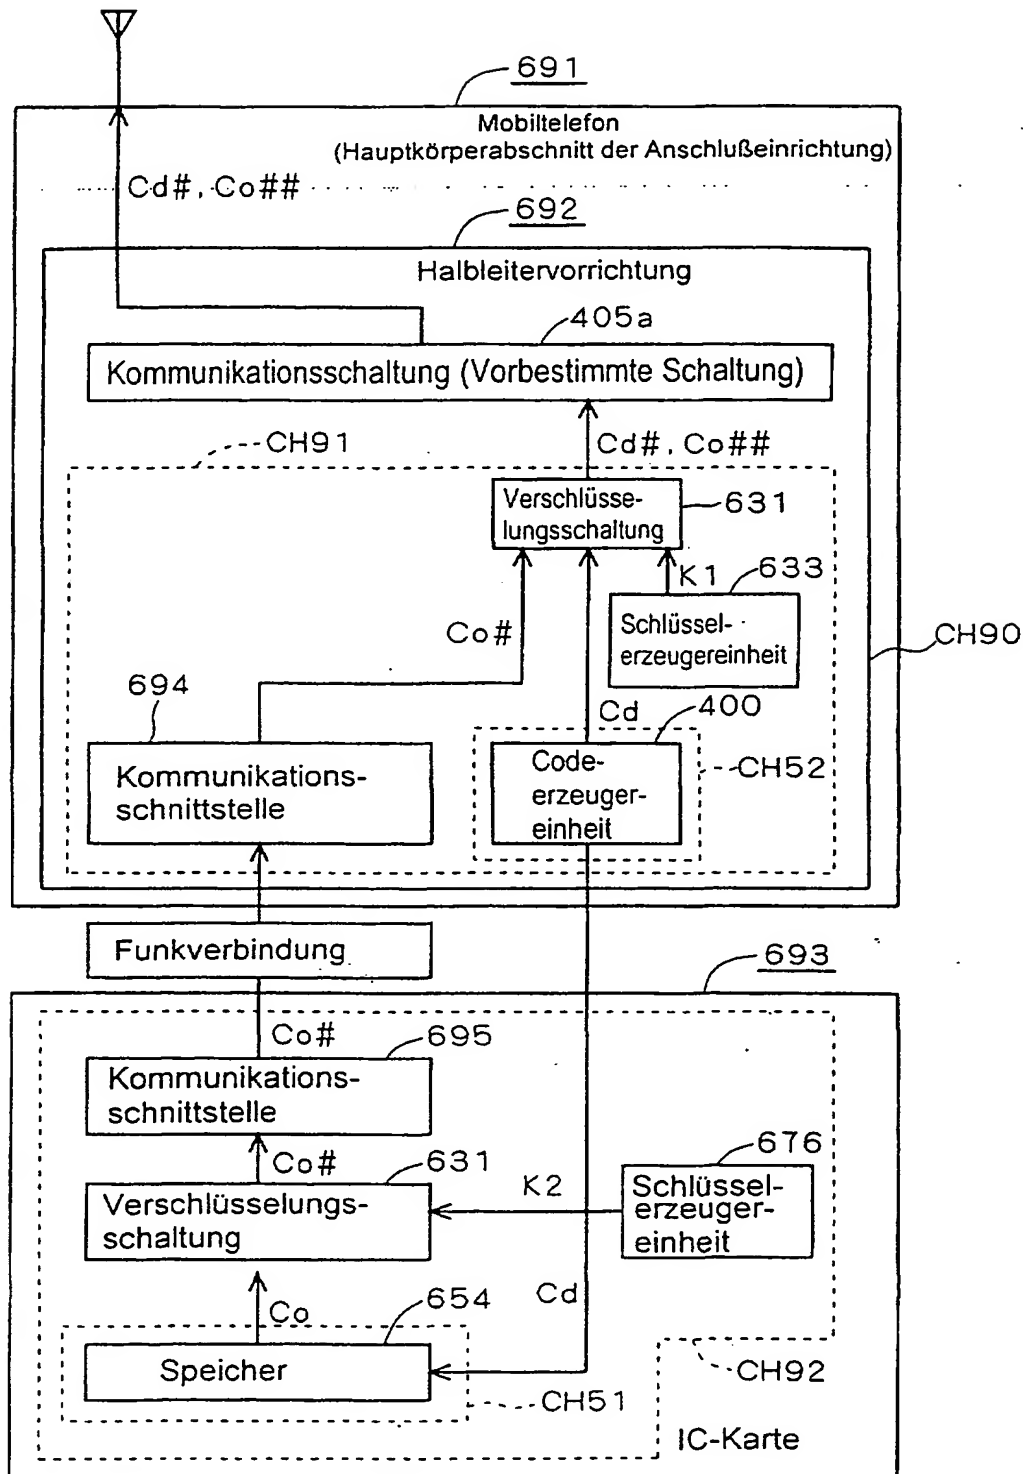 691
Mobiltelefon
(Hauptkörperabschnitt der Anschlußeinrichtung)
Cd#, Co##
692
Halbleitervorrichtung
405a
Kommunikationsschaltung (Vorbestimmte Schaltung)
CH91
Cd#, Co##
Verschlüsse-
lungsschaltung
631
K1
633
Co#
Schlüssel-
erzeugereinheit
CH90
694
Cd
400
Kommunikations-
schnittstelle
Code-
erzeuger-
einheit
CH52
Funkverbindung
693
Co#
695
Kommunikations-
schnittstelle
Co#
631
K2
676
Verschlüsselungs-
schaltung
Schlüssel-
erzeuger-
einheit
Co
654
Cd
Speicher
CH51
CH92
IC-Karte